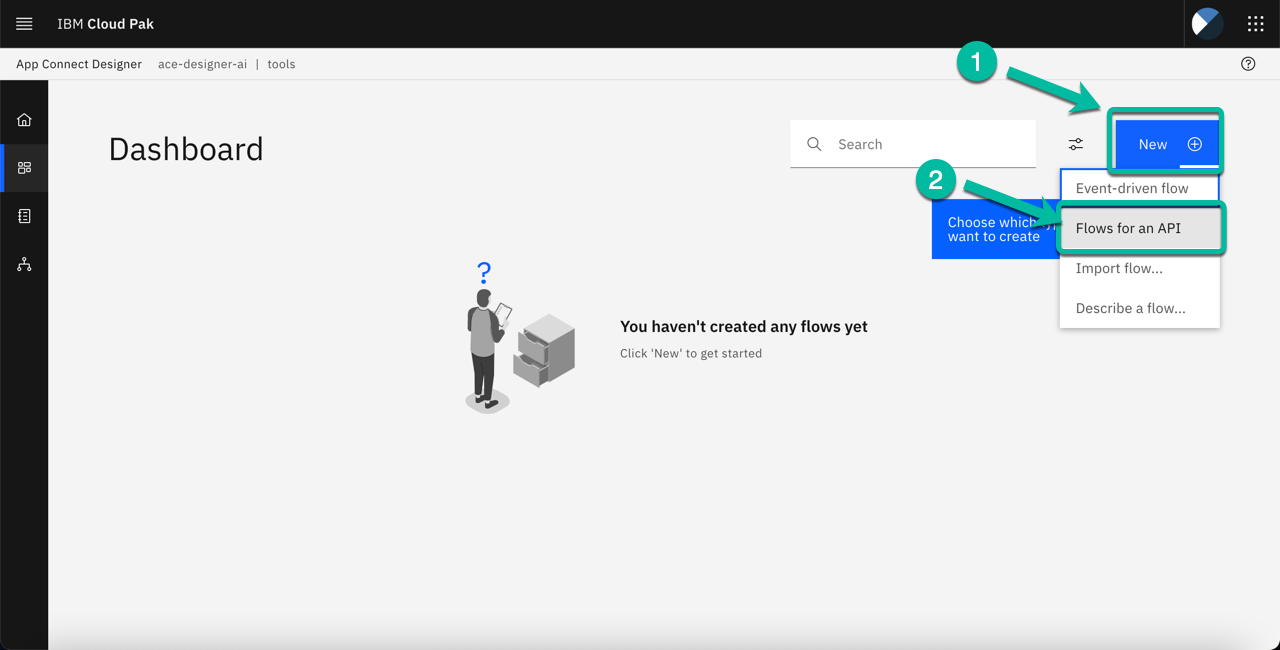 IBM Cloud Pak
App Connect Designer ace-designer-ai | tools
1
Dashboard
Search
New
2
Event-driven flow
Choose which
want to create
Flows for an API
Import flow...
Describe a flow...
?
You haven't created any flows yet
Click 'New' to get started